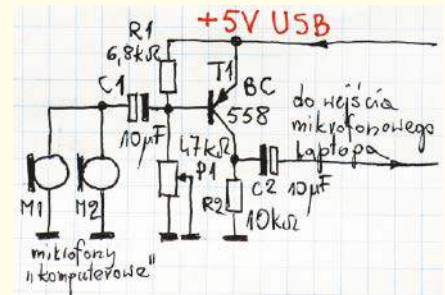 +5V USB
R1
6,8kΩ
T1
C1
BC
558
do wejścia
mikrofonowego
laptopa
10µF
47kΩ
P1
C2
10µF
M1
M2
R2
10kΩ
mikrofony
„komputerowe”